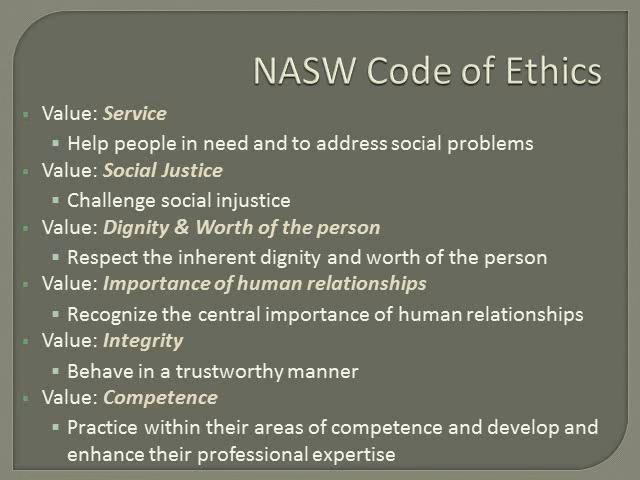 NASW Code of Ethics
Value: Service
Help people in need and to address social problems
Value: Social Justice
Challenge social injustice
Value: Dignity & Worth of the person
Respect the inherent dignity and worth of the person
Value: Importance of human relationships
Recognize the central importance of human relationships
Value: Integrity
Behave in a trustworthy manner
Value: Competence
Practice within their areas of competence and develop and
enhance their professional expertise